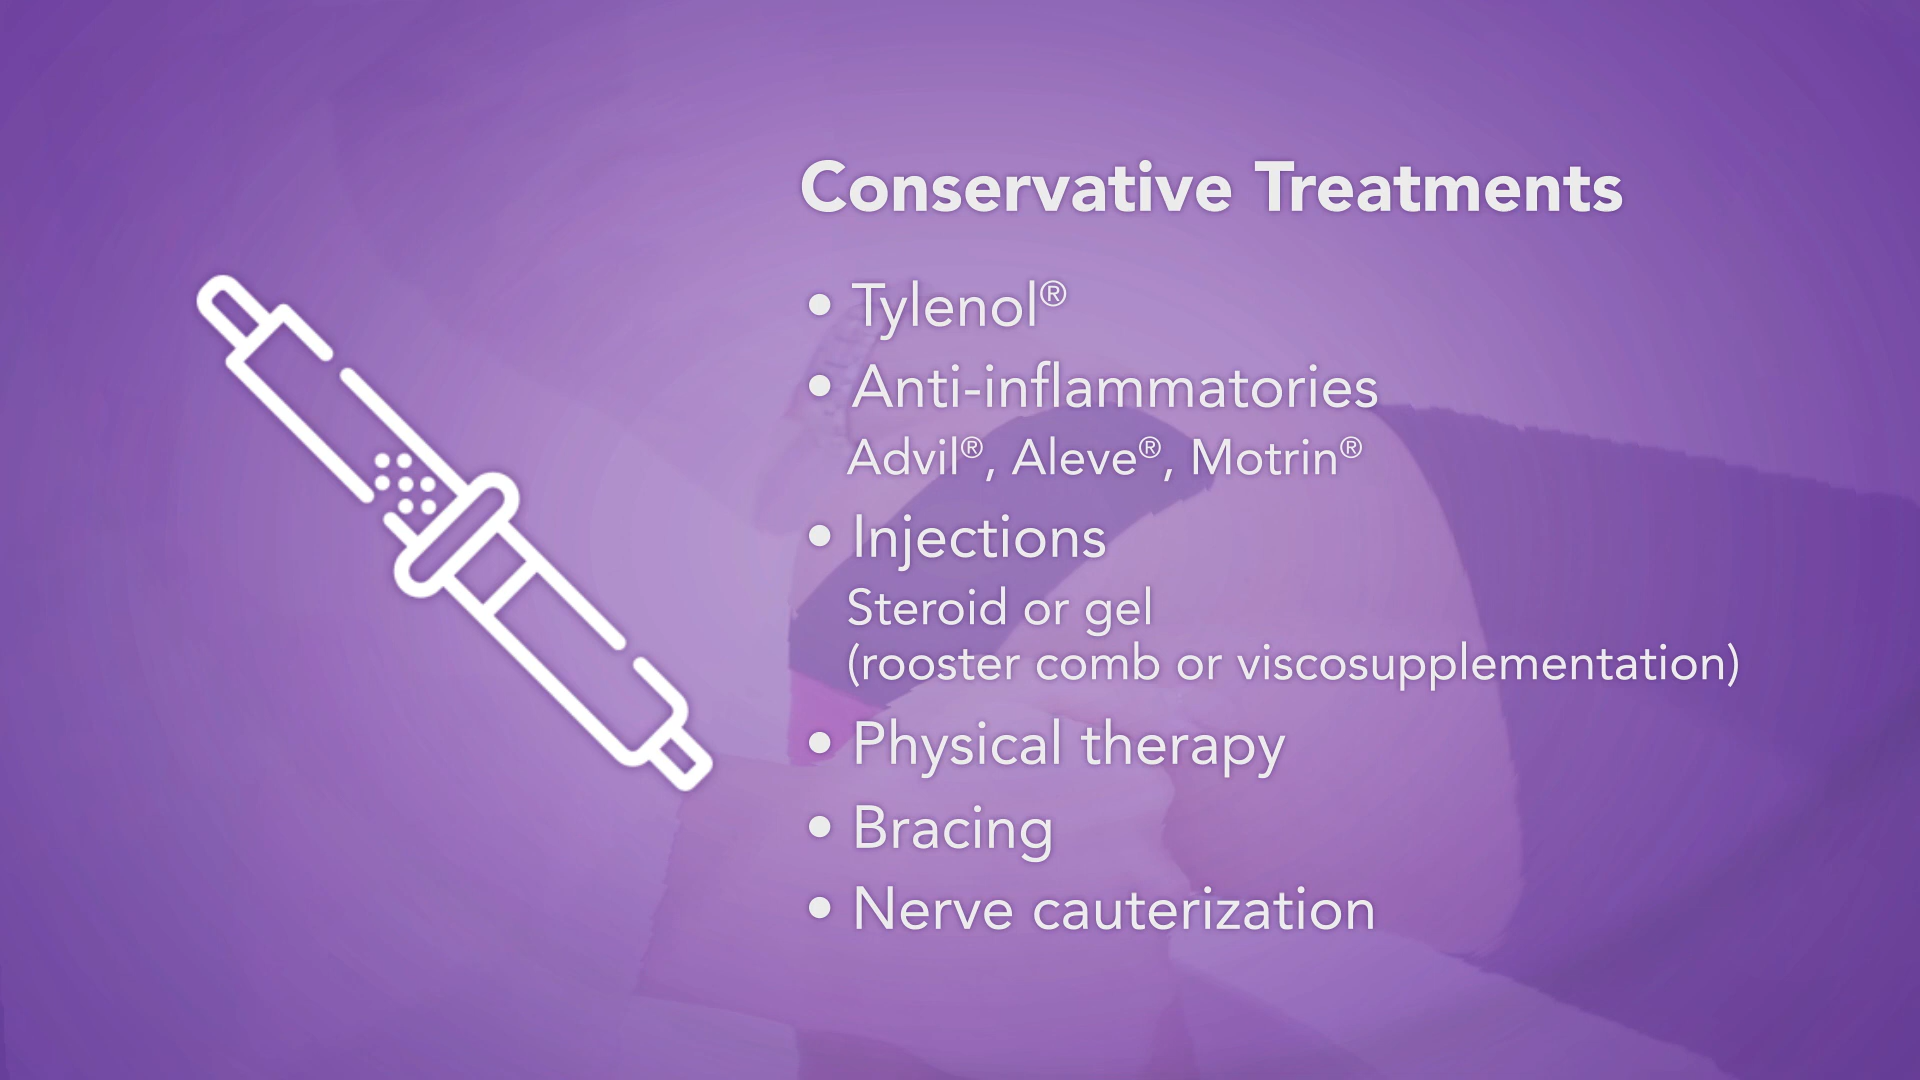 Conservative Treatments
• Tylenol®
• Anti-inflammatories
Advil®, Aleve®, Motrin®
• Injections
Steroid or gel
(rooster comb or viscosupplementation)
• Physical therapy
• Bracing
• Nerve cauterization